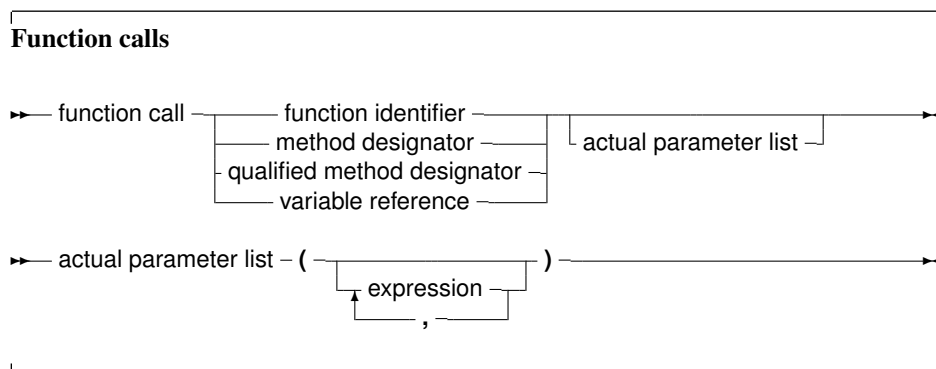 Function calls
function call function identifier
method designator actual parameter list
qualified method designator
variable reference
actual parameter list ( )
expression
,